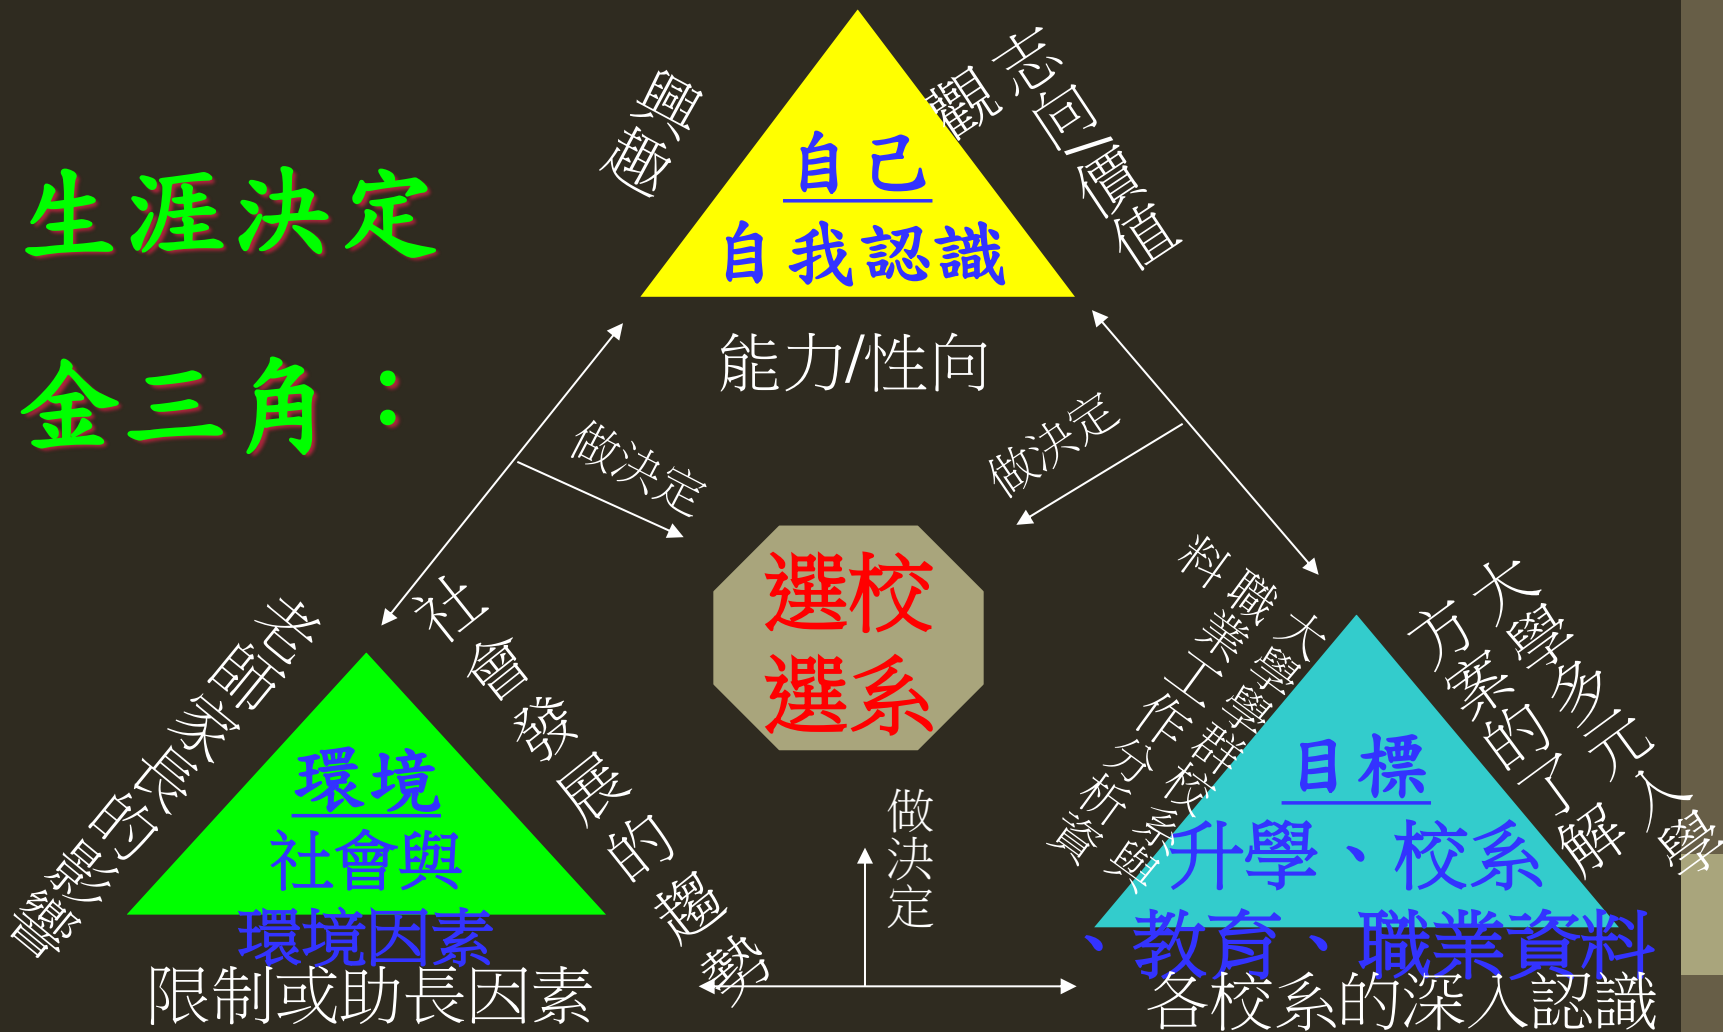 生涯決定
金三角：
興趣
志向/價值
觀
自己
自我認識
能力/性向
做決定
做決定
選校
選系
老師家長的影響
社會發展的趨勢
環境
社會與
環境因素
限制或助長因素
做決定
大學學群校系與
職業工作分析資
料
大學多元入學
方案的了解
目標
升學、校系
、教育、職業資料
各校系的深入認識